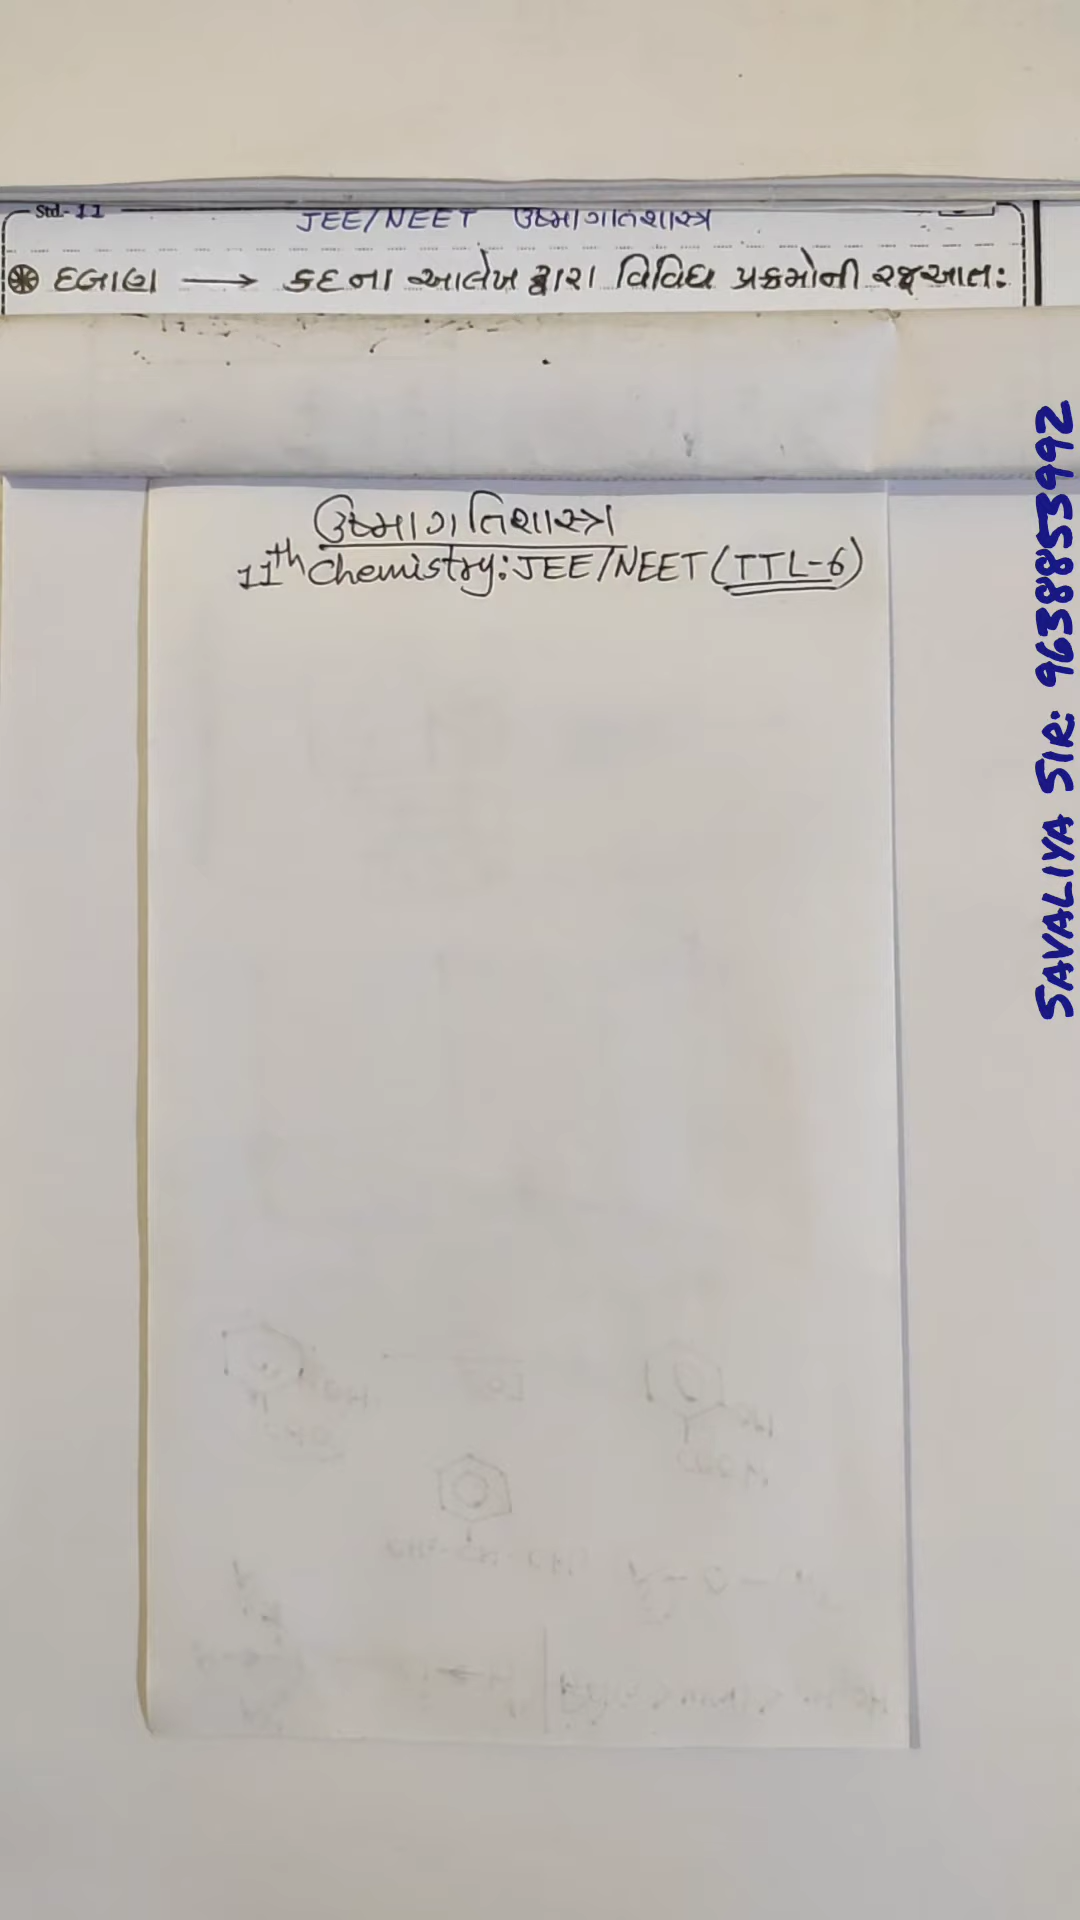 Std.- 11
JEE/NEET ઉષ્માગતિશાસ્ત્ર
દબાણ → કદના આલેખ દ્વારા વિવિધ પ્રક્રમોની રજૂઆત:
ઉષ્માગતિશાસ્ત્ર
11th Chemistry: JEE/NEET (TTL-6)
SAVALIYA SIR: 9638853992